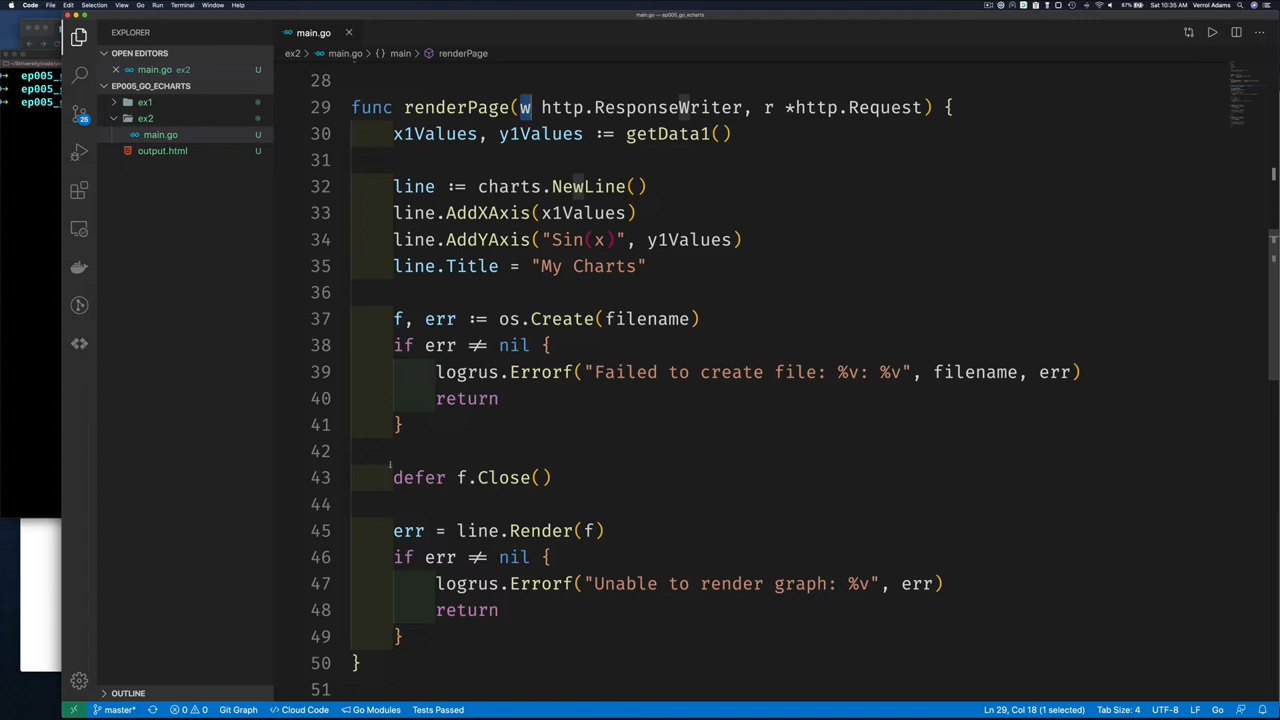 Code File Edit Selection View Go Run Terminal Window Help 87% Sat 10:35 AM Verrol Adams
main.go — ep005_go_echarts
EXPLORER
main.go
OPEN EDITORS
main.go ex2 U
EP005_GO_ECHARTS
ex1
ex2
main.go U
output.html U
25
ep005_g
ep005_g
ep005_g
ex2 > main.go > {} main > renderPage
28
29 func renderPage(w http.ResponseWriter, r *http.Request) {
30 x1Values, y1Values := getData1()
31
32 line := charts.NewLine()
33 line.AddXAxis(x1Values)
34 line.AddYAxis("Sin(x)", y1Values)
35 line.Title = "My Charts"
36
37 f, err := os.Create(filename)
38 if err ≠ nil {
39 logrus.Errorf("Failed to create file: %v: %v", filename, err)
40 return
41 }
42
43 defer f.Close()
44
45 err = line.Render(f)
46 if err ≠ nil {
47 logrus.Errorf("Unable to render graph: %v", err)
48 return
49 }
50 }
51
OUTLINE
master* 0 0 Git Graph Cloud Code Go Modules Tests Passed Ln 29, Col 18 (1 selected) Tab Size: 4 UTF-8 LF Go